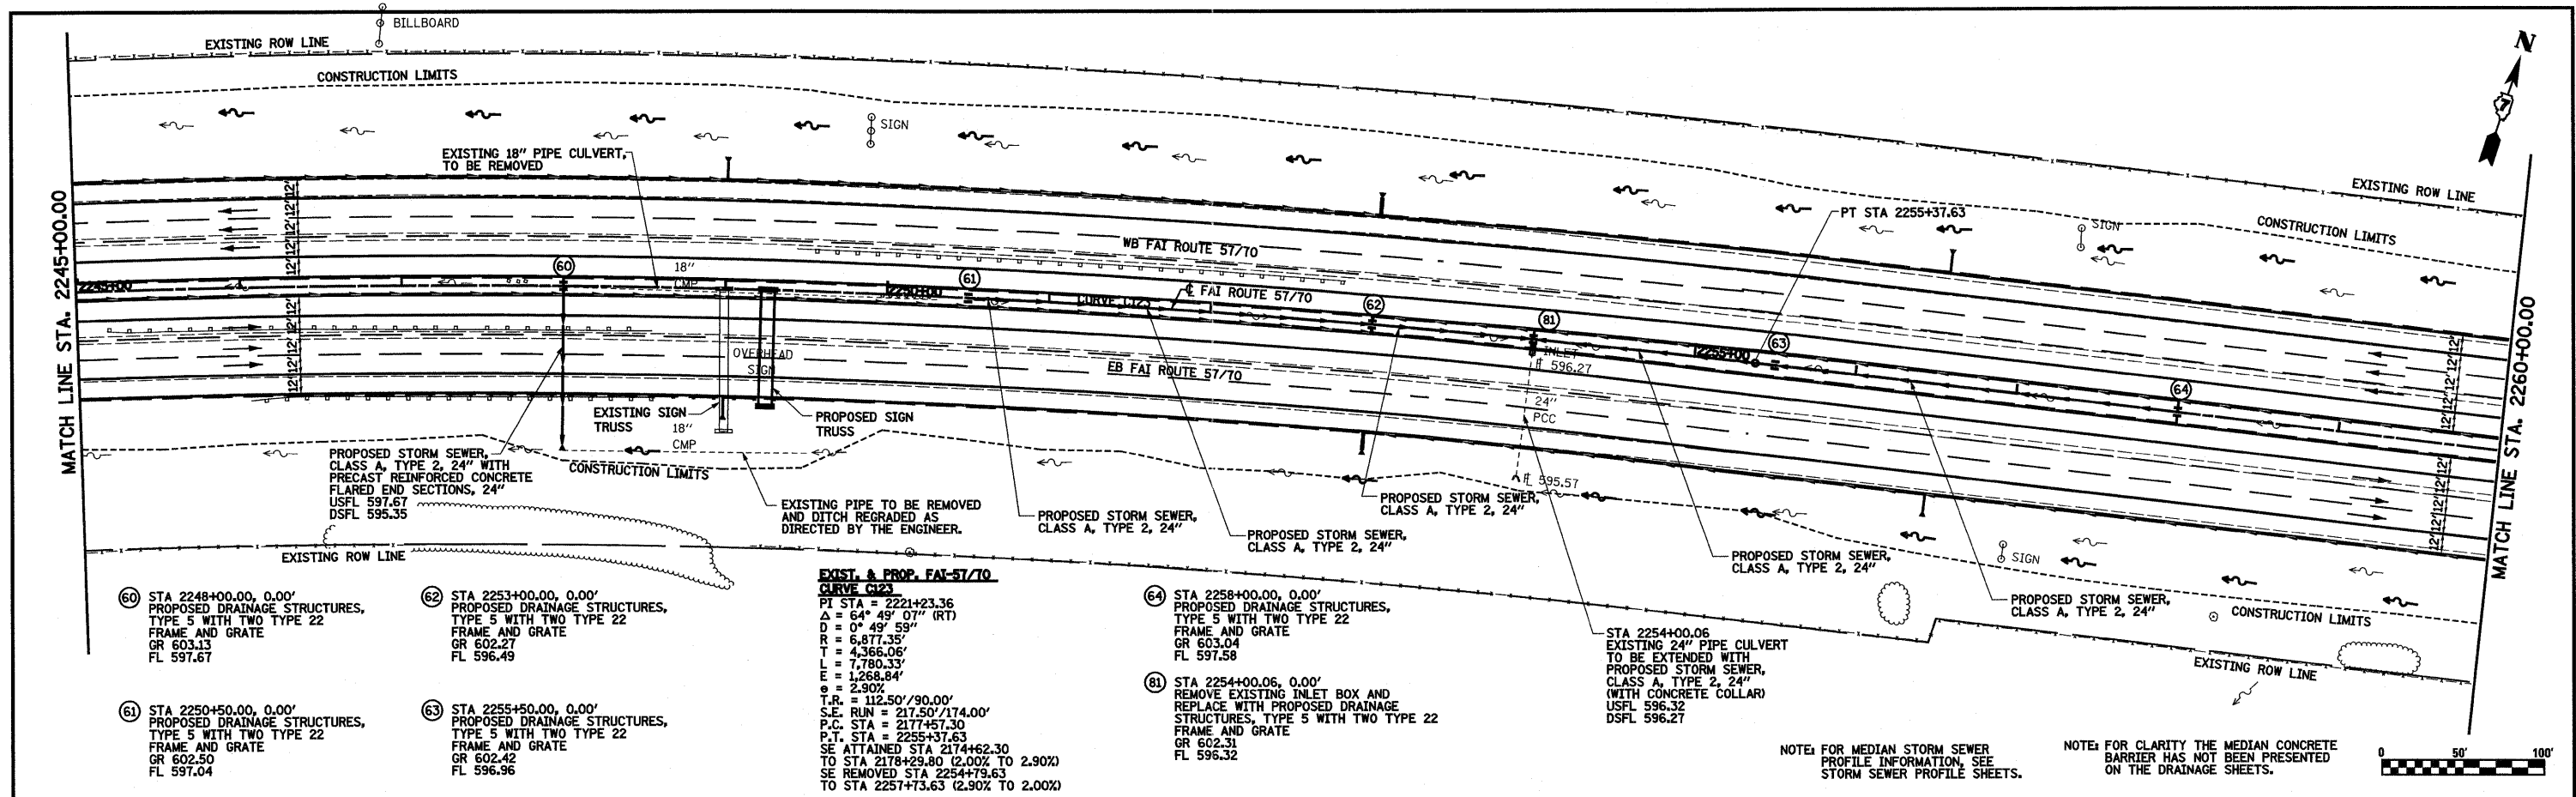 BILLBOARD
EXISTING ROW LINE
CONSTRUCTION LIMITS
SIGN
N
7
EXISTING 18" PIPE CULVERT,
TO BE REMOVED
EXISTING ROW LINE
PT STA 2255+37.63
SIGN
CONSTRUCTION LIMITS
MATCH LINE STA. 2245+00.00
12'12'12'12'
WB FAI ROUTE 57/70
60
18"
CMP
61
2245+00
2250+00
CURVE C123
℄ FAI ROUTE 57/70
62
81
63
2255+00
64
INLET
℄ 596.27
12'12'12'12'
OVERHEAD
SIGN
EB FAI ROUTE 57/70
12'12'12'12'
24"
PCC
MATCH LINE STA. 2260+00.00
EXISTING SIGN
TRUSS
PROPOSED SIGN
TRUSS
18"
CMP
12'12'12'12'
PROPOSED STORM SEWER,
CLASS A, TYPE 2, 24" WITH
PRECAST REINFORCED CONCRETE
FLARED END SECTIONS, 24"
USFL 597.67
DSFL 595.35
CONSTRUCTION LIMITS
EXISTING PIPE TO BE REMOVED
AND DITCH REGRADED AS
DIRECTED BY THE ENGINEER.
PROPOSED STORM SEWER,
CLASS A, TYPE 2, 24"
PROPOSED STORM SEWER,
CLASS A, TYPE 2, 24"
PROPOSED STORM SEWER,
CLASS A, TYPE 2, 24"
℄ 595.57
PROPOSED STORM SEWER,
CLASS A, TYPE 2, 24"
SIGN
PROPOSED STORM SEWER,
CLASS A, TYPE 2, 24"
CONSTRUCTION LIMITS
EXISTING ROW LINE
EXISTING ROW LINE
60 STA 2248+00.00, 0.00'
PROPOSED DRAINAGE STRUCTURES,
TYPE 5 WITH TWO TYPE 22
FRAME AND GRATE
GR 603.13
FL 597.67
61 STA 2250+50.00, 0.00'
PROPOSED DRAINAGE STRUCTURES,
TYPE 5 WITH TWO TYPE 22
FRAME AND GRATE
GR 602.50
FL 597.04
62 STA 2253+00.00, 0.00'
PROPOSED DRAINAGE STRUCTURES,
TYPE 5 WITH TWO TYPE 22
FRAME AND GRATE
GR 602.27
FL 596.49
63 STA 2255+50.00, 0.00'
PROPOSED DRAINAGE STRUCTURES,
TYPE 5 WITH TWO TYPE 22
FRAME AND GRATE
GR 602.42
FL 596.96
EXIST. & PROP. FAI-57/70
CURVE C123
PI STA = 2221+23.36
Δ = 64° 49' 07" (RT)
D = 0° 49' 59"
R = 6,877.35'
T = 4,366.06'
L = 7,780.33'
E = 1,268.84'
e = 2.90%
T.R. = 112.50'/90.00'
S.E. RUN = 217.50'/174.00'
P.C. STA = 2177+57.30
P.T. STA = 2255+37.63
SE ATTAINED STA 2174+62.30
TO STA 2178+29.80 (2.00% TO 2.90%)
SE REMOVED STA 2254+79.63
TO STA 2257+73.63 (2.90% TO 2.00%)
64 STA 2258+00.00, 0.00'
PROPOSED DRAINAGE STRUCTURES,
TYPE 5 WITH TWO TYPE 22
FRAME AND GRATE
GR 603.04
FL 597.58
81 STA 2254+00.06, 0.00'
REMOVE EXISTING INLET BOX AND
REPLACE WITH PROPOSED DRAINAGE
STRUCTURES, TYPE 5 WITH TWO TYPE 22
FRAME AND GRATE
GR 602.31
FL 596.32
STA 2254+00.06
EXISTING 24" PIPE CULVERT
TO BE EXTENDED WITH
PROPOSED STORM SEWER,
CLASS A, TYPE 2, 24"
(WITH CONCRETE COLLAR)
USFL 596.32
DSFL 596.27
NOTE: FOR MEDIAN STORM SEWER
PROFILE INFORMATION, SEE
STORM SEWER PROFILE SHEETS.
NOTE: FOR CLARITY THE MEDIAN CONCRETE
BARRIER HAS NOT BEEN PRESENTED
ON THE DRAINAGE SHEETS.
0 50' 100'